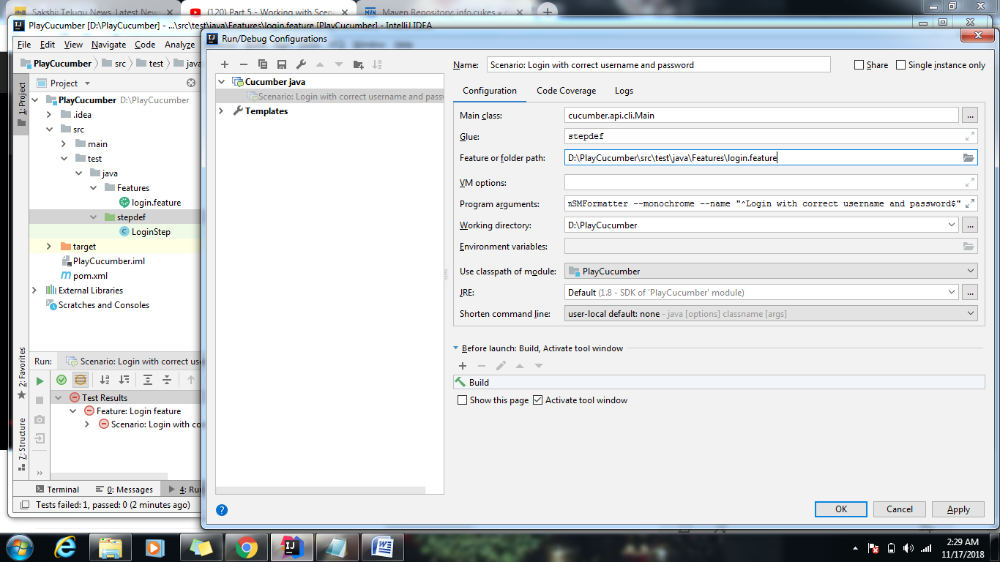 Sakshi: Telugu News, Latest New
(120) Part 5 - Working with Scena
Maven Repository: info.cukes » c
PlayCucumber [D:\PlayCucumber] - ...\src\test\java\Features\login.feature [PlayCucumber] - IntelliJ IDEA
File Edit View Navigate Code Analyze
PlayCucumber src test java
1: Project
Project
PlayCucumber D:\PlayCucumber
.idea
src
main
test
java
Features
login.feature
stepdef
LoginStep
target
PlayCucumber.iml
pom.xml
External Libraries
Scratches and Consoles
2: Favorites
7: Structure
Run: Scenario: Login with correct use
Test Results
Feature: Login feature
Scenario: Login with co
Terminal 0: Messages 4: Run
Tests failed: 1, passed: 0 (2 minutes ago)
Run/Debug Configurations
Cucumber java
Scenario: Login with correct username and passw
Templates
Name: Scenario: Login with correct username and password
Share Single instance only
Configuration Code Coverage Logs
Main class: cucumber.api.cli.Main ...
Glue: stepdef
Feature or folder path: D:\PlayCucumber\src\test\java\Features\login.feature
VM options:
Program arguments: mSMFormatter --monochrome --name "^Login with correct username and password$"
Working directory: D:\PlayCucumber ...
Environment variables:
Use classpath of module: PlayCucumber
JRE: Default (1.8 - SDK of 'PlayCucumber' module) ...
Shorten command line: user-local default: none - java [options] classname [args]
Before launch: Build, Activate tool window
Build
Show this page Activate tool window
?
OK Cancel Apply
2:29 AM
11/17/2018